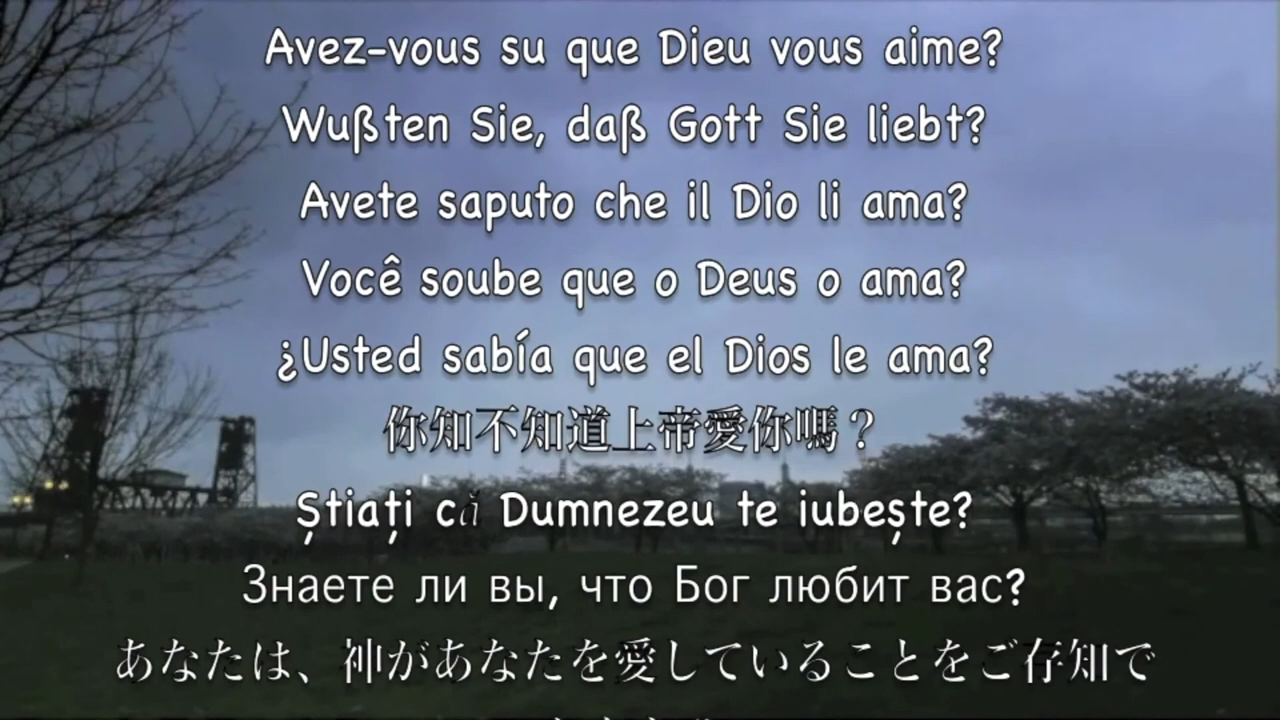 Avez-vous su que Dieu vous aime?
Wußten Sie, daß Gott Sie liebt?
Avete saputo che il Dio li ama?
Você soube que o Deus o ama?
¿Usted sabía que el Dios le ama?
你知不知道上帝愛你嗎？
Știați că Dumnezeu te iubește?
Знаете ли вы, что Бог любит вас?
あなたは、神があなたを愛していることをご存知で